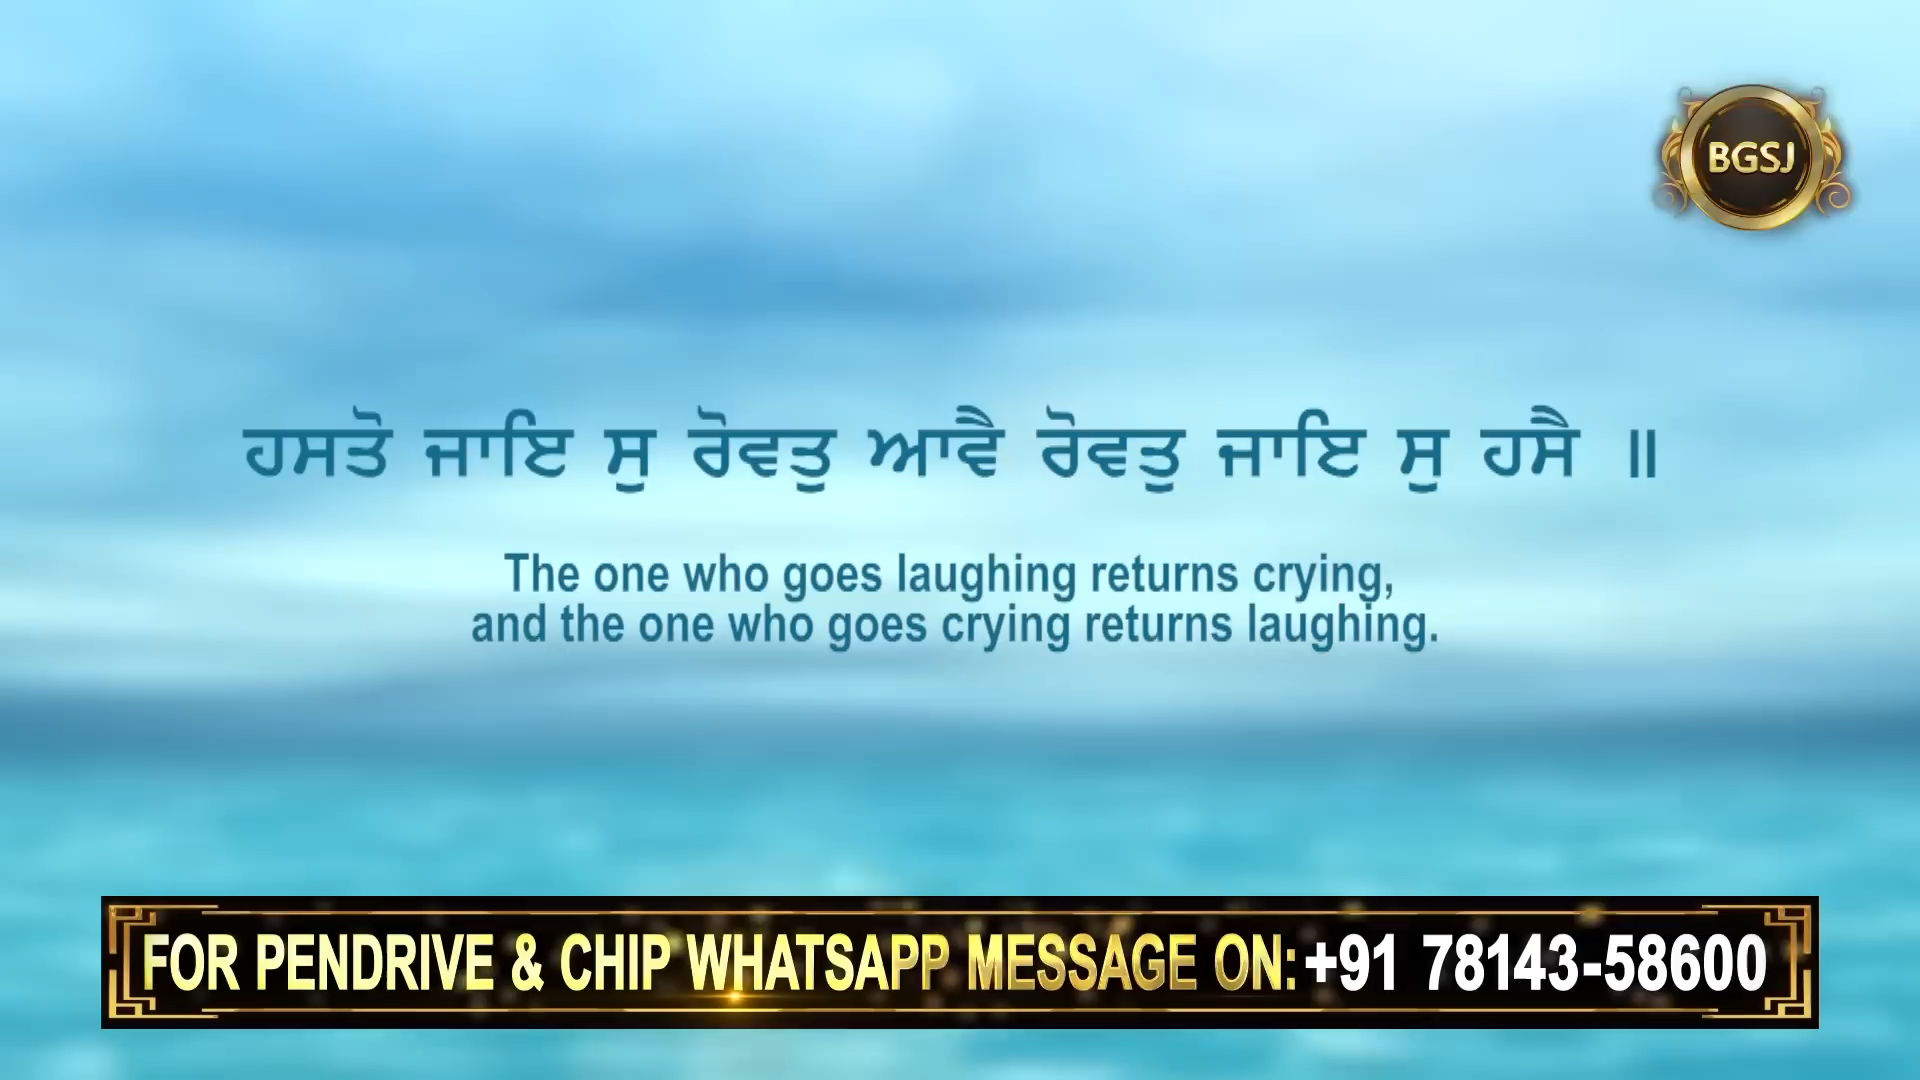 BGSJ
ਹਸਤੋ ਜਾਇ ਸੁ ਰੋਵਤੁ ਆਵੈ ਰੋਵਤੁ ਜਾਇ ਸੁ ਹਸੈ ॥
The one who goes laughing returns crying,
and the one who goes crying returns laughing.
FOR PENDRIVE & CHIP WHATSAPP MESSAGE ON:+91 78143-58600